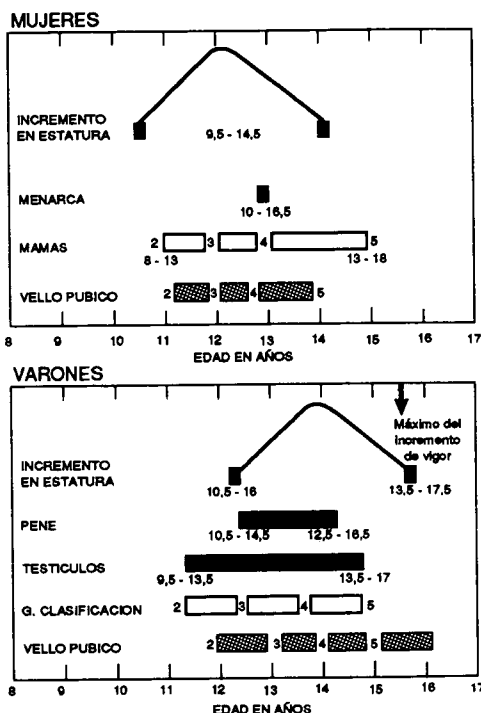 MUJERES
INCREMENTO
EN ESTATURA
9,5 - 14,5
MENARCA
10 - 16,5
MAMAS
2 3 4 5
8 - 13 13 - 18
VELLO PUBICO
2 3 4 5
8 9 10 11 12 13 14 15 16 17
EDAD EN AÑOS
VARONES
Máximo del
incremento
de vigor
INCREMENTO
EN ESTATURA
10,5 - 16 13,5 - 17,5
PENE
10,5 - 14,5 12,5 - 16,5
TESTICULOS
9,5 - 13,5 13,5 - 17
G. CLASIFICACION
2 3 4 5
VELLO PUBICO
2 3 4 5
8 9 10 11 12 13 14 15 16 17
EDAD EN AÑOS